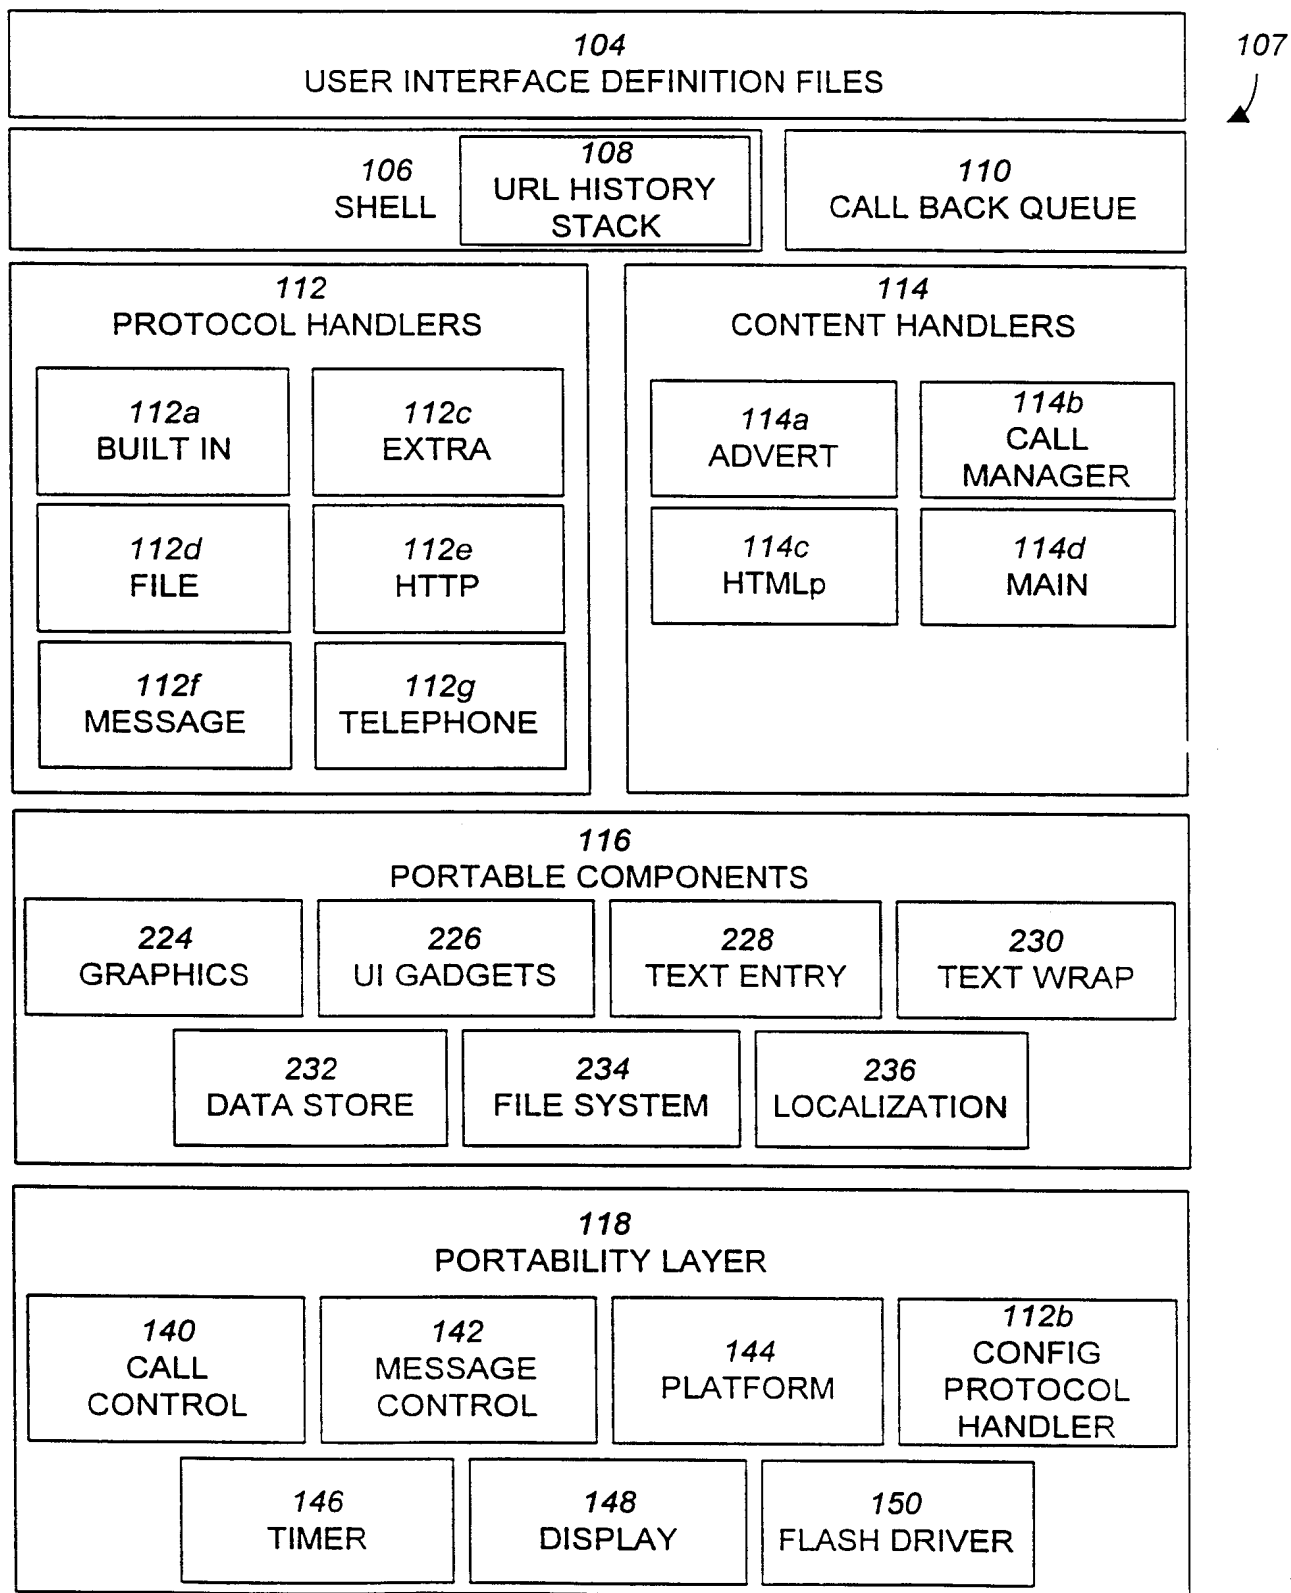 104
USER INTERFACE DEFINITION FILES
107
106
SHELL
108
URL HISTORY
STACK
110
CALL BACK QUEUE
112
PROTOCOL HANDLERS
112a
BUILT IN
112c
EXTRA
112d
FILE
112e
HTTP
112f
MESSAGE
112g
TELEPHONE
114
CONTENT HANDLERS
114a
ADVERT
114b
CALL
MANAGER
114c
HTMLp
114d
MAIN
116
PORTABLE COMPONENTS
224
GRAPHICS
226
UI GADGETS
228
TEXT ENTRY
230
TEXT WRAP
232
DATA STORE
234
FILE SYSTEM
236
LOCALIZATION
118
PORTABILITY LAYER
140
CALL
CONTROL
142
MESSAGE
CONTROL
144
PLATFORM
112b
CONFIG
PROTOCOL
HANDLER
146
TIMER
148
DISPLAY
150
FLASH DRIVER